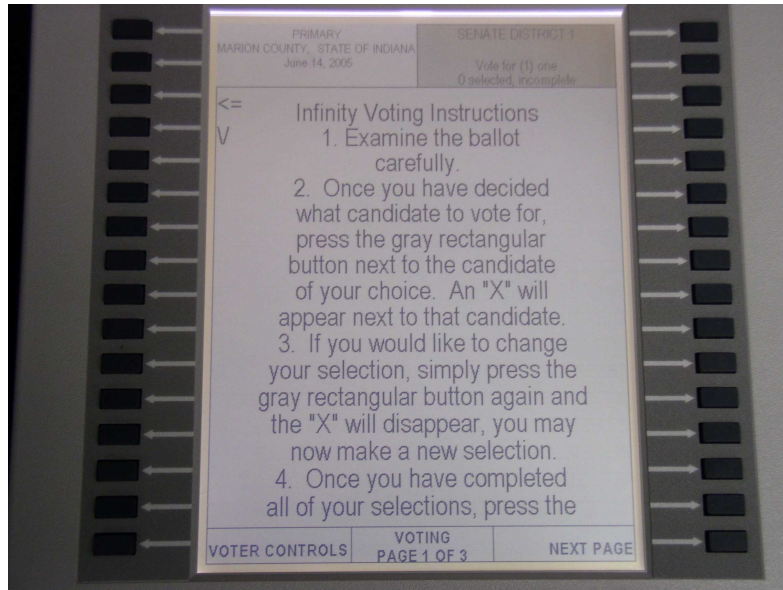 PRIMARY
MARION COUNTY, STATE OF INDIANA
June 14, 2005
SENATE DISTRICT 1
Vote for (1) one
0 selected, incomplete
<=
V
Infinity Voting Instructions
1. Examine the ballot
carefully.
2. Once you have decided
what candidate to vote for,
press the gray rectangular
button next to the candidate
of your choice. An "X" will
appear next to that candidate.
3. If you would like to change
your selection, simply press the
gray rectangular button again and
the "X" will disappear, you may
now make a new selection.
4. Once you have completed
all of your selections, press the
VOTER CONTROLS
VOTING
PAGE 1 OF 3
NEXT PAGE